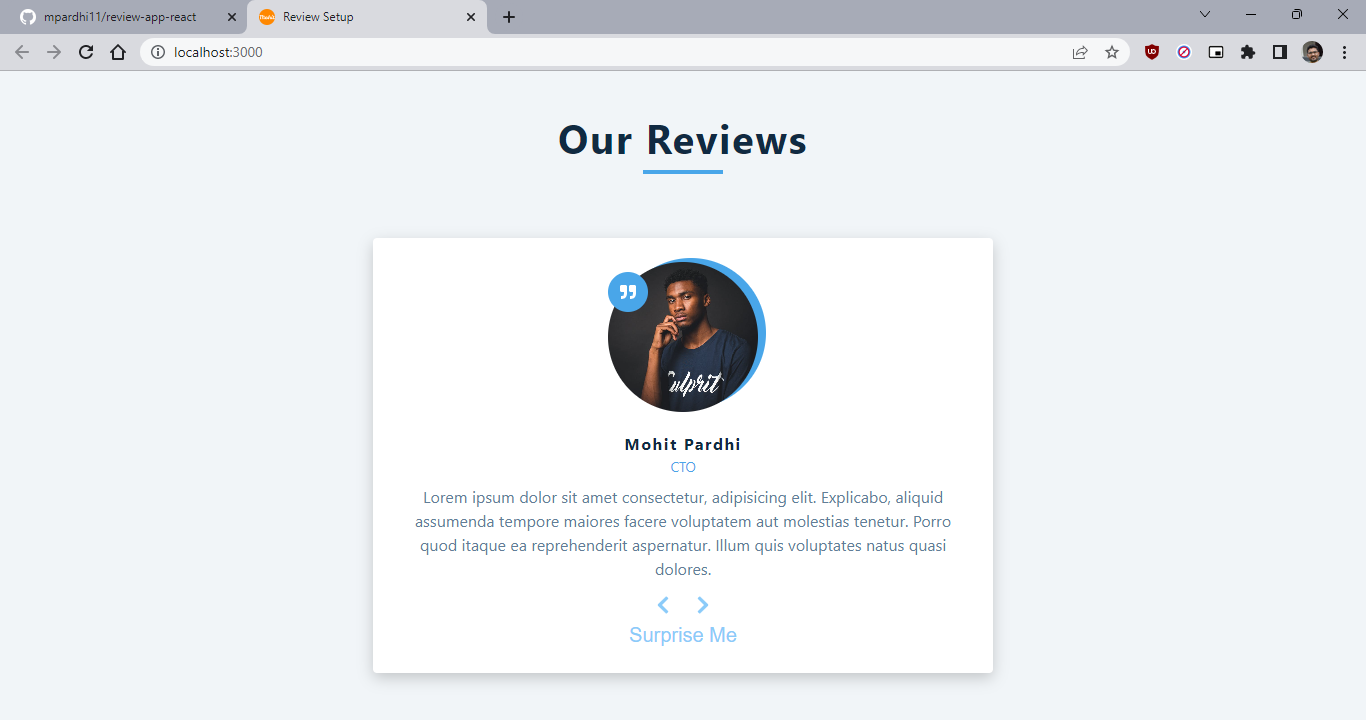 mpardhi11/review-app-react
Review Setup
localhost:3000
Our Reviews
Culprit
Mohit Pardhi
CTO
Lorem ipsum dolor sit amet consectetur, adipisicing elit. Explicabo, aliquid
assumenda tempore maiores facere voluptatem aut molestias tenetur. Porro
quod itaque ea reprehenderit aspernatur. Illum quis voluptates natus quasi
dolores.
Surprise Me